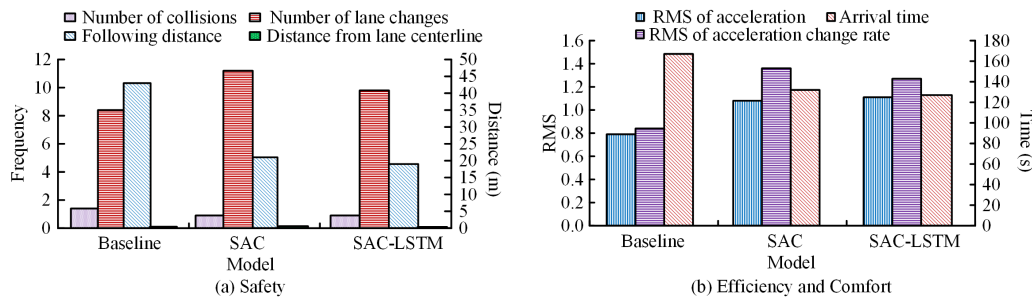 Number of collisions
Number of lane changes
Following distance
Distance from lane centerline
12
10
8
6
4
2
0
Frequency
50
45
40
35
30
25
20
15
10
5
0
Distance (m)
Baseline
SAC
SAC-LSTM
Model
(a) Safety
RMS of acceleration
Arrival time
RMS of acceleration change rate
1.6
1.4
1.2
1.0
0.8
0.6
0.4
0.2
0.0
RMS
180
160
140
120
100
80
60
40
20
0
Time (s)
Baseline
SAC
SAC-LSTM
Model
(b) Efficiency and Comfort